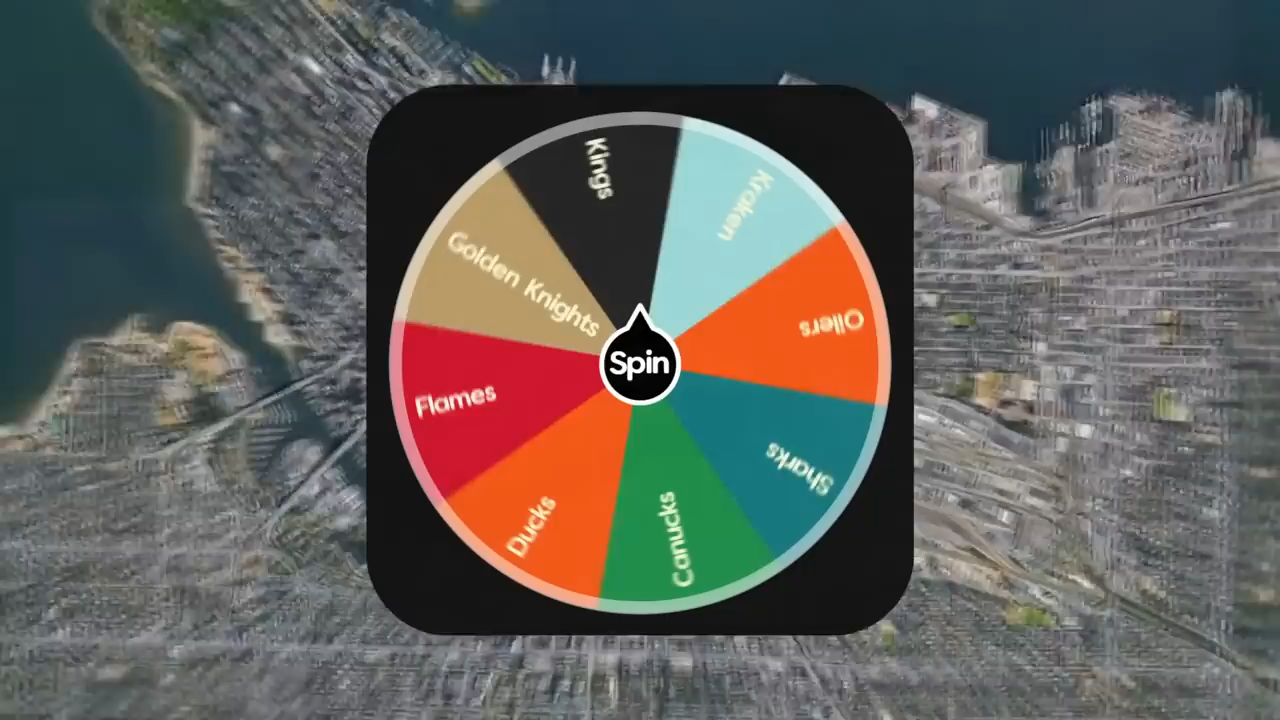 Kings
Kraken
Oilers
Sharks
Canucks
Ducks
Flames
Golden Knights
Spin